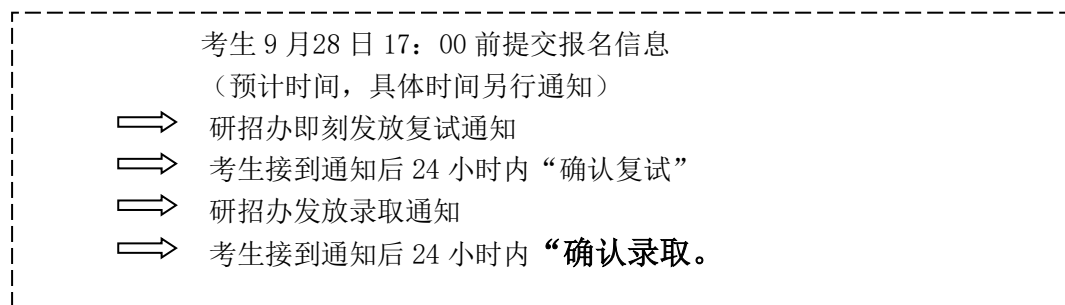 考生 9 月28 日 17：00 前提交报名信息
（预计时间，具体时间另行通知）
研招办即刻发放复试通知
考生接到通知后 24 小时内“确认复试”
研招办发放录取通知
考生接到通知后 24 小时内“确认录取。